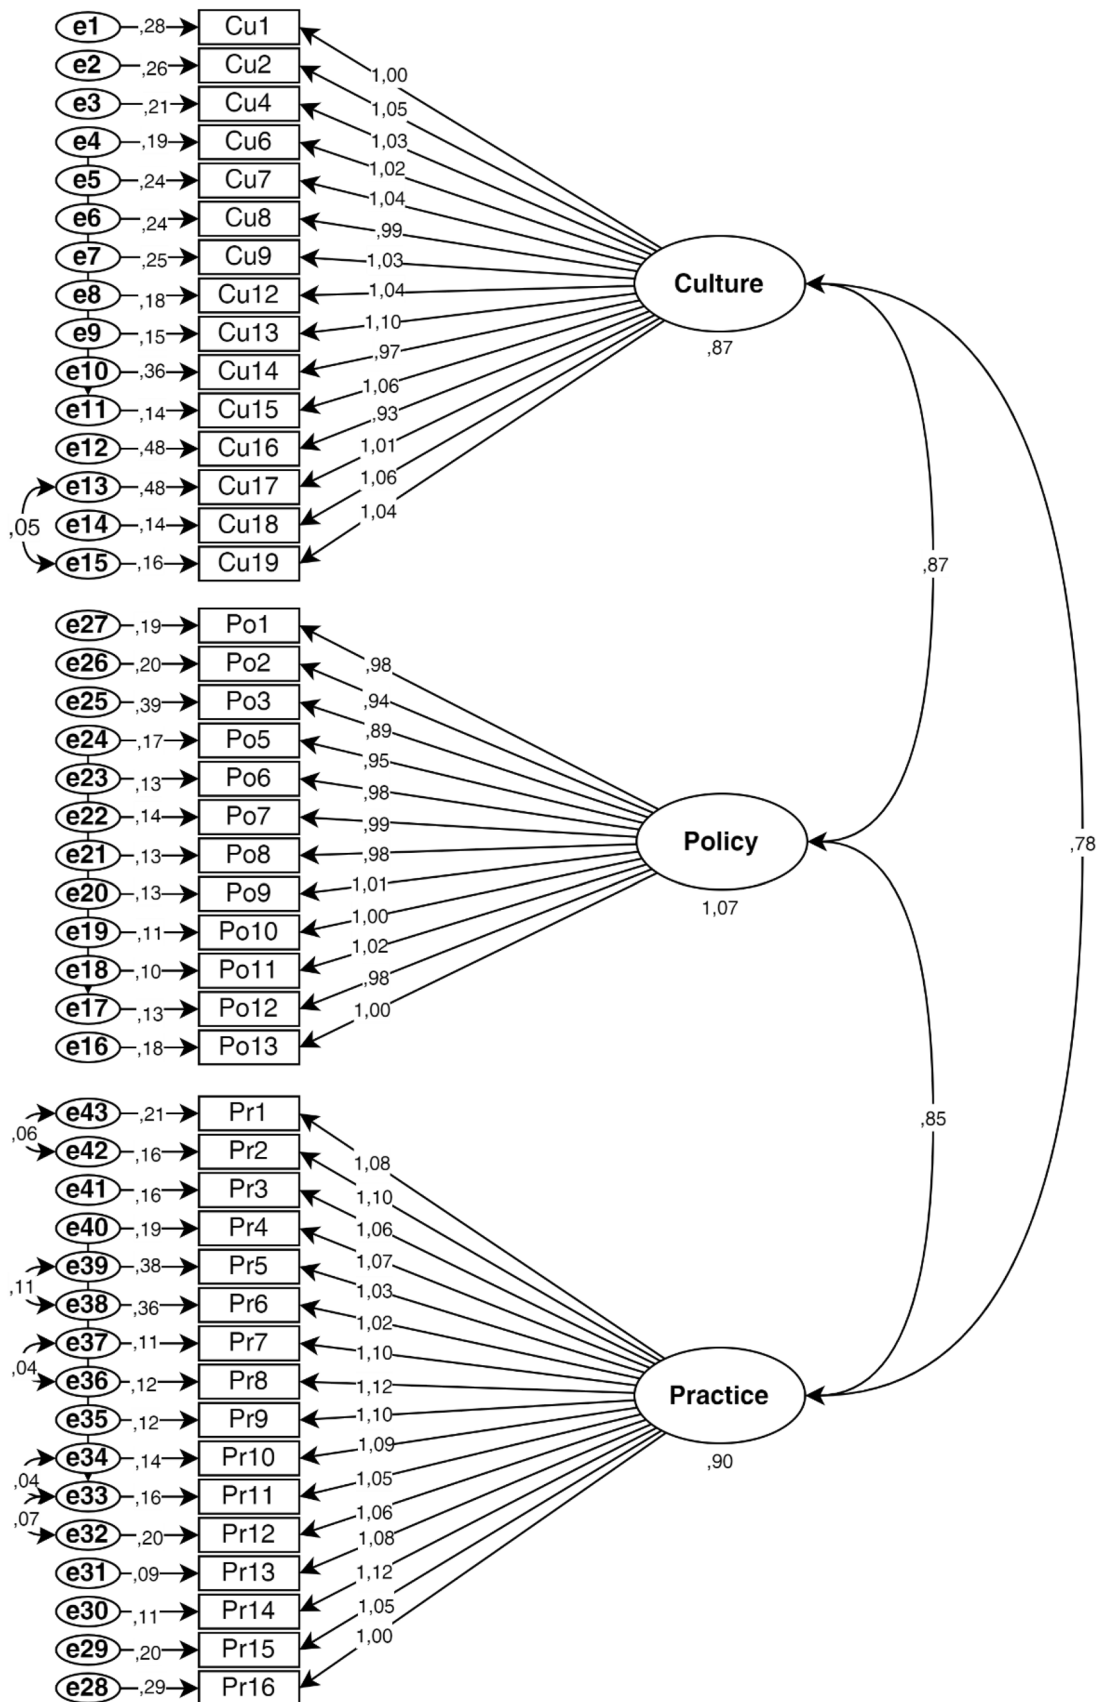 e1 ,28 Cu1
1,00
e2 ,26 Cu2
1,05
e3 ,21 Cu4
1,03
e4 ,19 Cu6
1,02
e5 ,24 Cu7
1,04
e6 ,24 Cu8
,99
e7 ,25 Cu9
1,03
Culture
e8 ,18 Cu12
1,04
e9 ,15 Cu13
1,10
,87
e10 ,36 Cu14
,97
e11 ,14 Cu15
1,06
e12 ,48 Cu16
,93
e13 ,48 Cu17
1,01
,05
e14 ,14 Cu18
1,06
e15 ,16 Cu19
1,04
,87
e27 ,19 Po1
,98
e26 ,20 Po2
,94
e25 ,39 Po3
,89
e24 ,17 Po5
,95
e23 ,13 Po6
,98
e22 ,14 Po7
,99
Policy
,78
e21 ,13 Po8
,98
e20 ,13 Po9
1,01
1,07
e19 ,11 Po10
1,00
e18 ,10 Po11
1,02
e17 ,13 Po12
,98
e16 ,18 Po13
1,00
e43 ,21 Pr1
1,08
,85
,06
e42 ,16 Pr2
1,10
e41 ,16 Pr3
1,06
e40 ,19 Pr4
1,07
e39 ,38 Pr5
1,03
,11
e38 ,36 Pr6
1,02
e37 ,11 Pr7
1,10
,04
e36 ,12 Pr8
1,12
Practice
e35 ,12 Pr9
1,10
e34 ,14 Pr10
1,09
,90
,04
e33 ,16 Pr11
1,05
,07
e32 ,20 Pr12
1,06
e31 ,09 Pr13
1,08
e30 ,11 Pr14
1,12
e29 ,20 Pr15
1,05
e28 ,29 Pr16
1,00